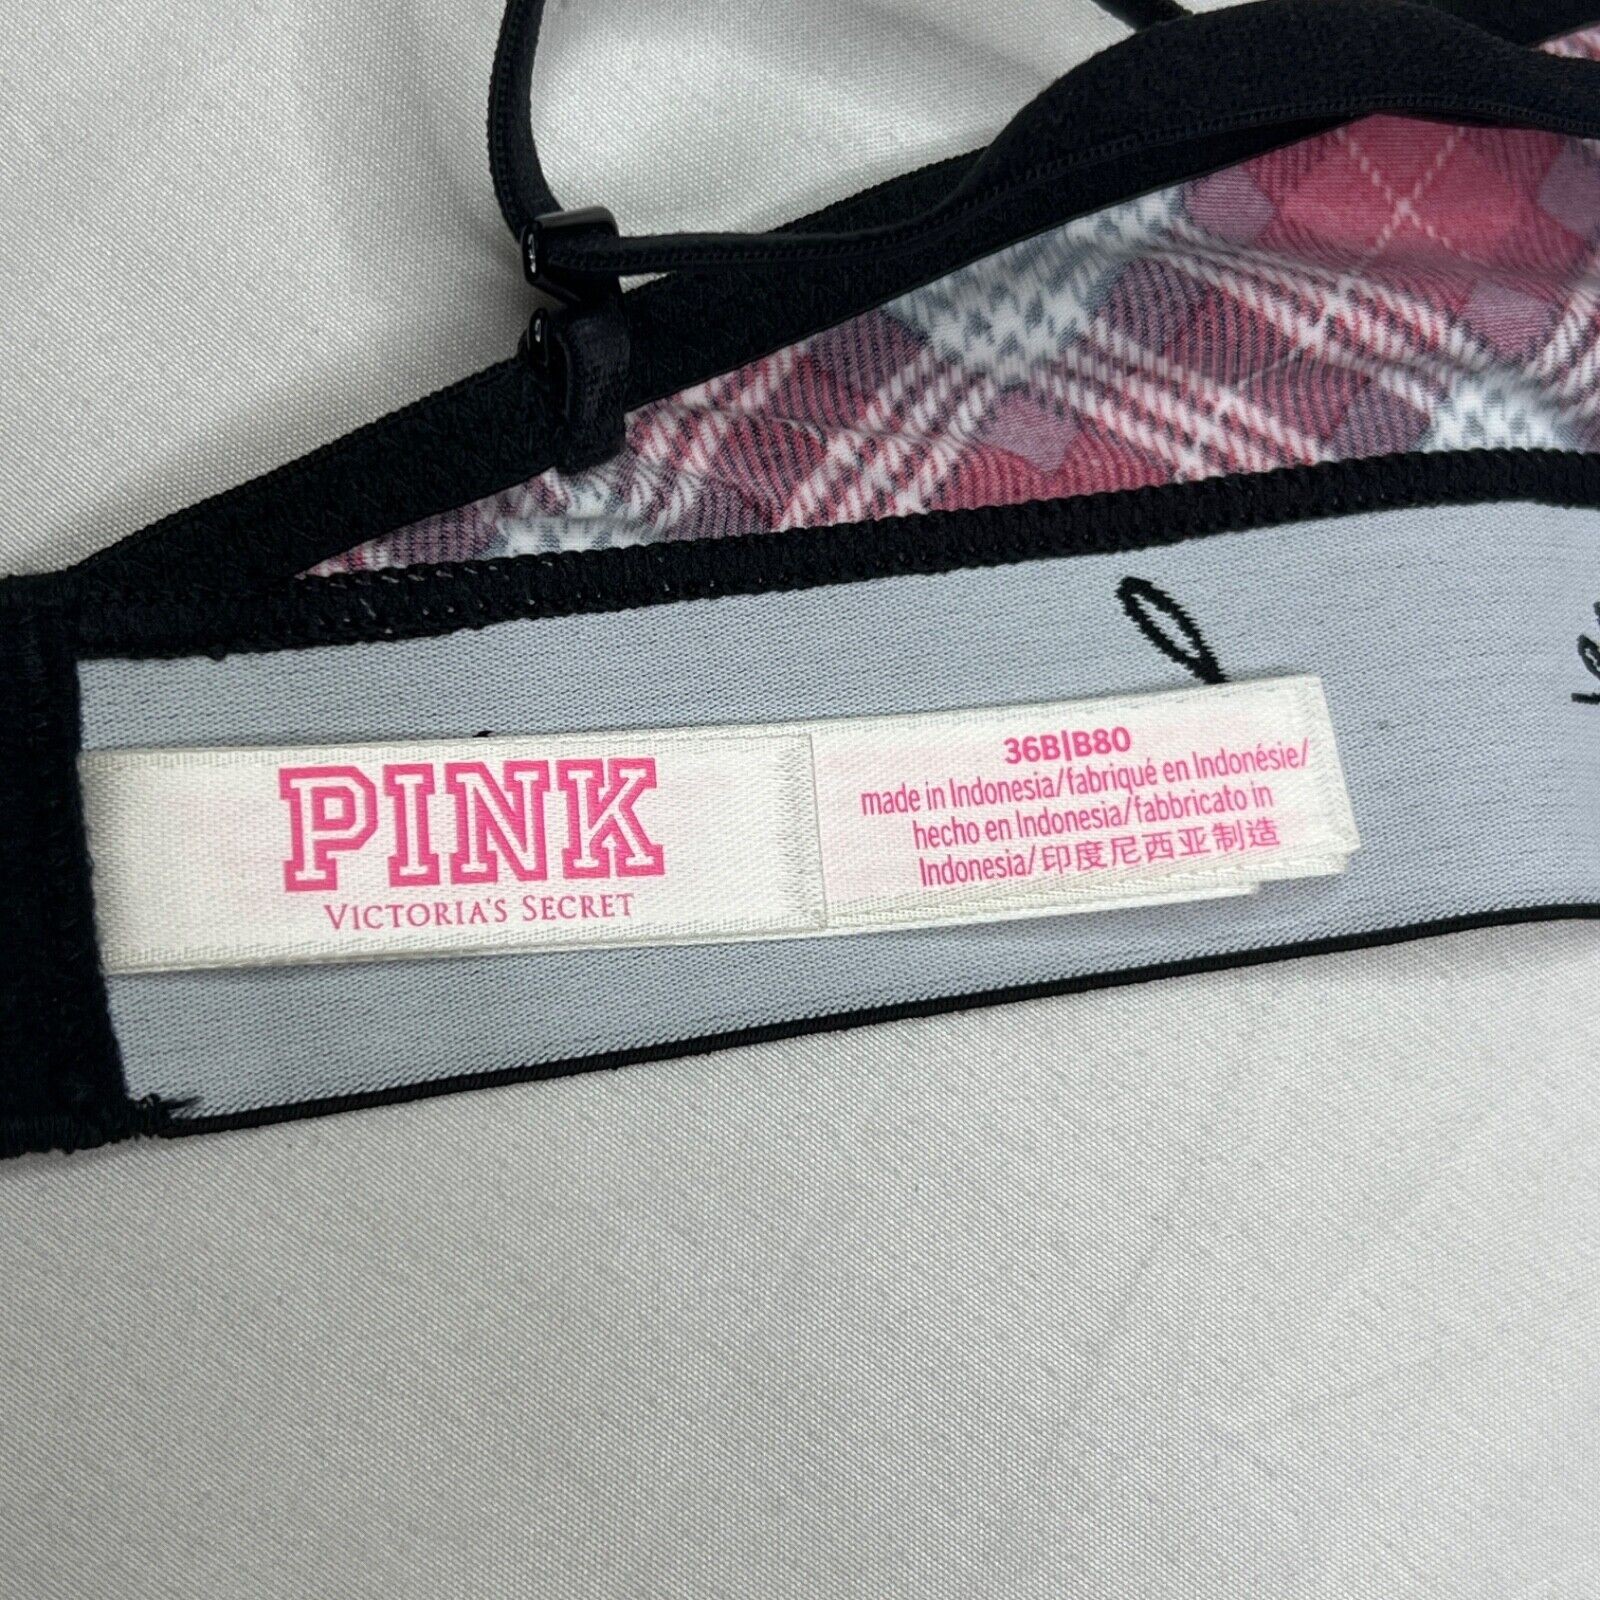 PINK
VICTORIA'S SECRET
36B|B80
made in Indonesia/fabriqué en Indonésie/
hecho en Indonesia/fabbricato in
Indonesia/印度尼西亚制造